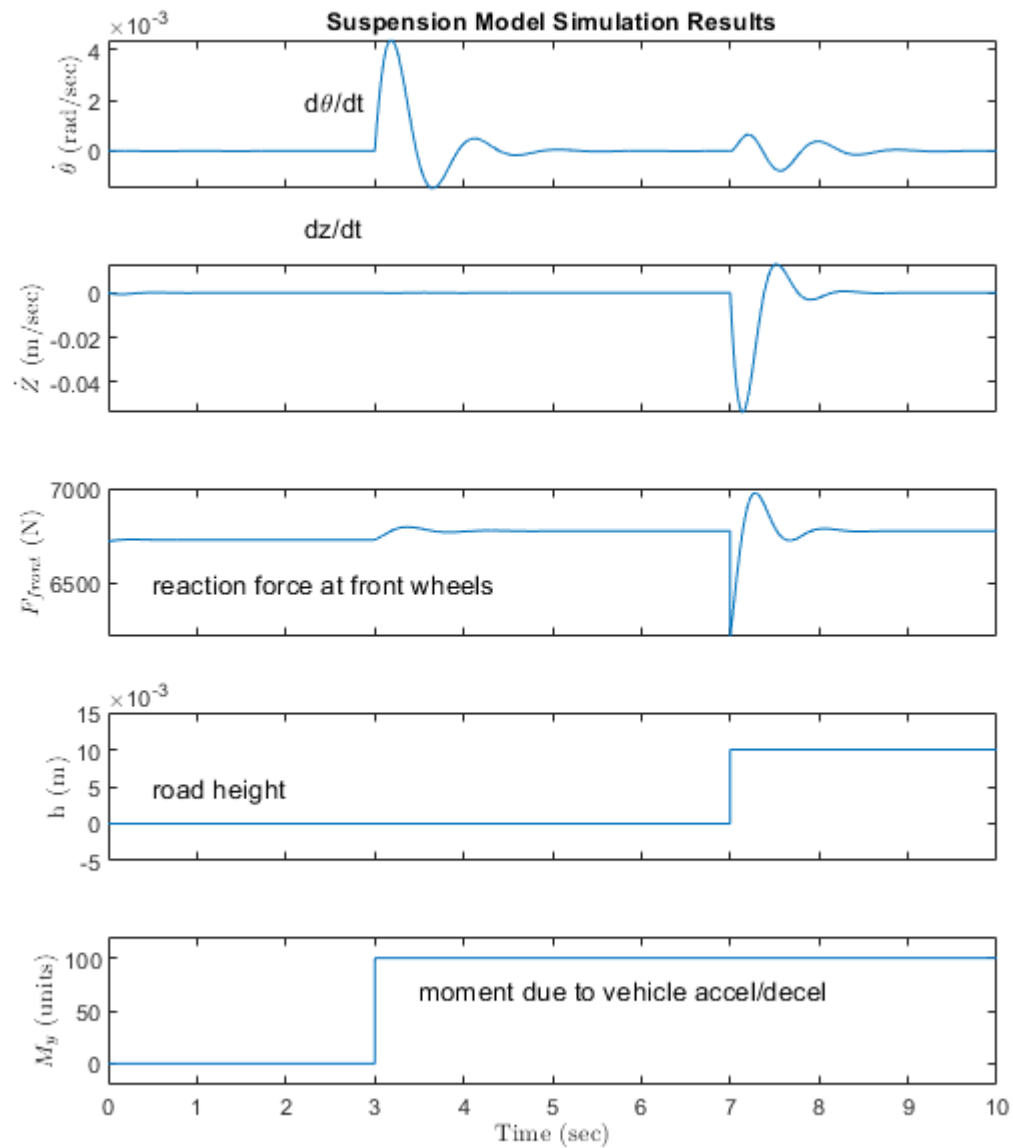 Suspension Model Simulation Results
×10⁻³
4
2
0
θ̇ (rad/sec)
dθ/dt
dz/dt
0
-0.02
-0.04
Ż (m/sec)
7000
6500
F_front (N)
reaction force at front wheels
×10⁻³
15
10
5
0
-5
h (m)
road height
100
50
0
M_y (units)
moment due to vehicle accel/decel
0 1 2 3 4 5 6 7 8 9 10
Time (sec)